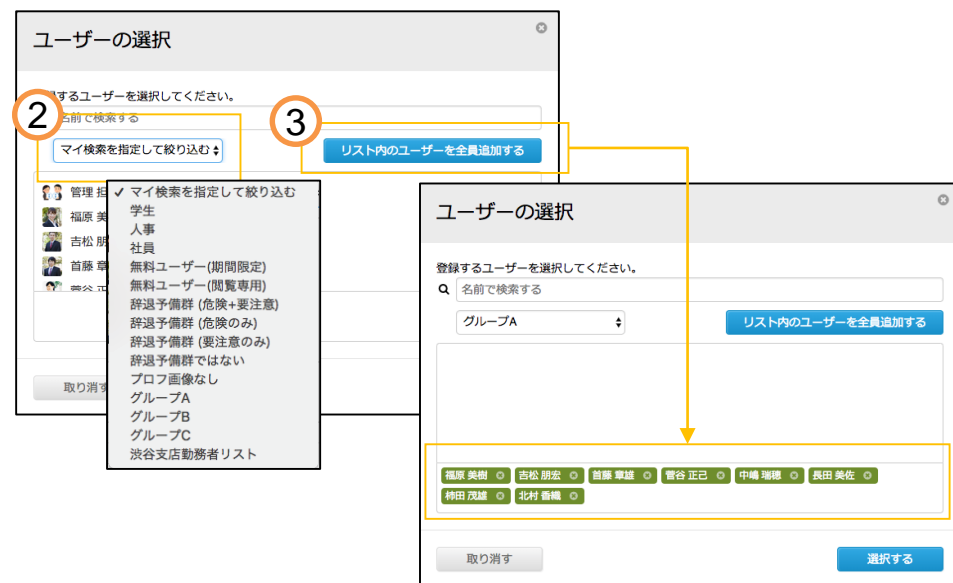 ユーザーの選択
するユーザーを選択してください。
②
名前で検索する
③
マイ検索を指定して絞り込む
リスト内のユーザーを全員追加する
管理 担
福原 美
吉松 朋
首藤 章
菅谷 正
✓ マイ検索を指定して絞り込む
学生
人事
社員
無料ユーザー(期間限定)
無料ユーザー(閲覧専用)
辞退予備群 (危険+要注意)
辞退予備群 (危険のみ)
辞退予備群 (要注意のみ)
辞退予備群ではない
プロフ画像なし
グループA
グループB
グループC
渋谷支店勤務者リスト
取り消す
ユーザーの選択
登録するユーザーを選択してください。
名前で検索する
グループA
リスト内のユーザーを全員追加する
福原 美樹 吉松 朋宏 首藤 章雄 菅谷 正己 中嶋 瑞穂 長田 美佐
柿田 茂雄 北村 香織
取り消す
選択する